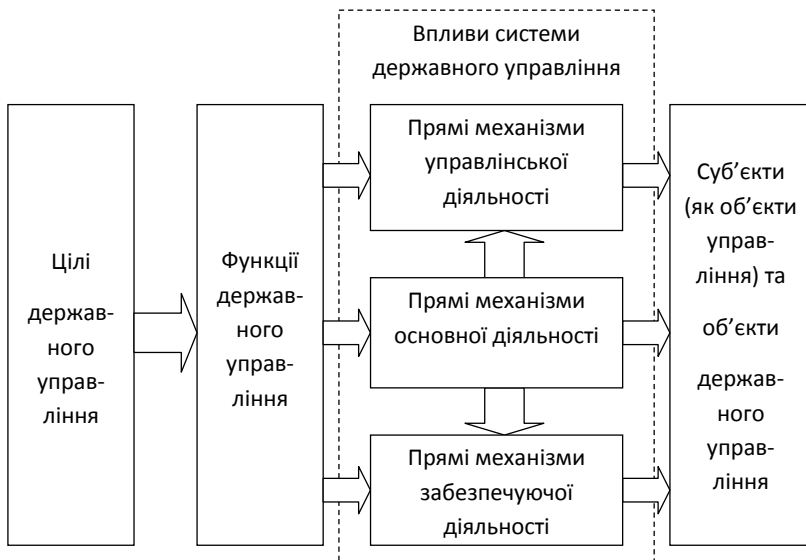 Впливи системи
державного управління
Цілі
держав-
ного
управ-
ління
Функції
держав-
ного
управ-
ління
Прямі механізми
управлінської
діяльності
Прямі механізми
основної діяльності
Прямі механізми
забезпечуючої
діяльності
Суб’єкти
(як об’єкти
управ-
ління) та
об’єкти
держав-
ного
управ-
ління